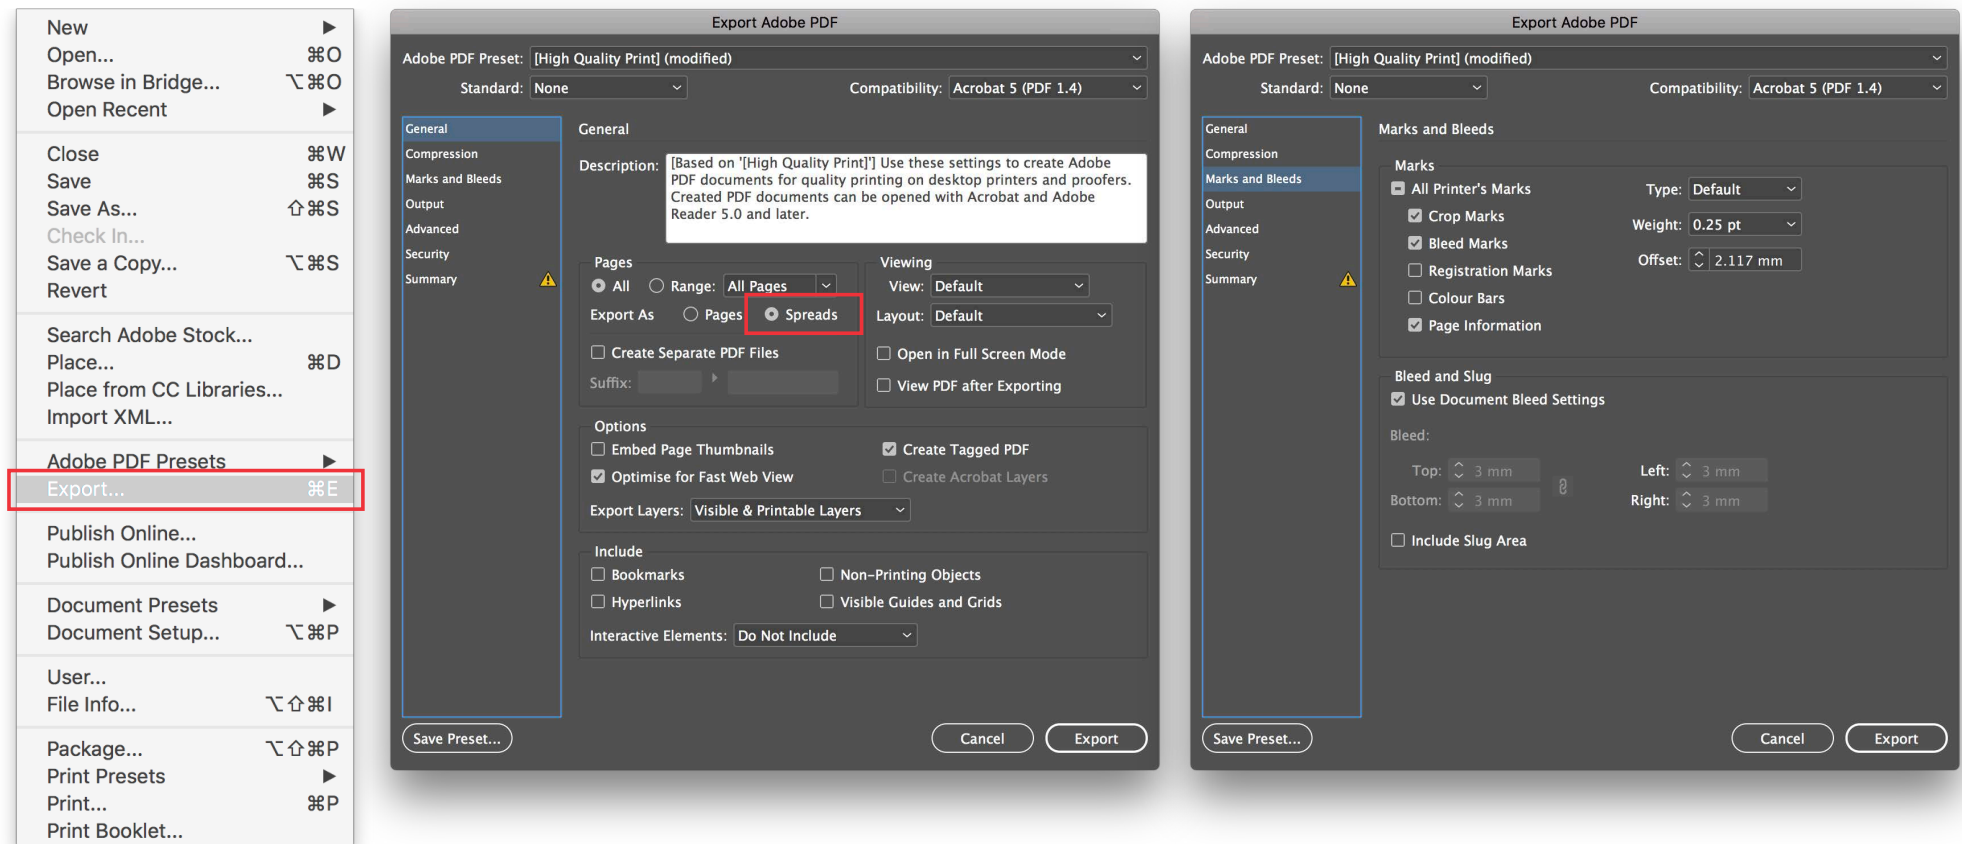 New ▶
Open... ⌘O
Browse in Bridge... ⌥⌘O
Open Recent ▶
Close ⌘W
Save ⌘S
Save As... ⇧⌘S
Check In...
Save a Copy... ⌥⌘S
Revert
Search Adobe Stock...
Place... ⌘D
Place from CC Libraries...
Import XML...
Adobe PDF Presets ▶
Export... ⌘E
Publish Online...
Publish Online Dashboard...
Document Presets ▶
Document Setup... ⌥⌘P
User...
File Info... ⌥⇧⌘I
Package... ⌥⇧⌘P
Print Presets ▶
Print... ⌘P
Print Booklet...
Export Adobe PDF
Adobe PDF Preset: [High Quality Print] (modified)
Standard: None Compatibility: Acrobat 5 (PDF 1.4)
General
Compression
Marks and Bleeds
Output
Advanced
Security
Summary
General
Description: [Based on '[High Quality Print]'] Use these settings to create Adobe
PDF documents for quality printing on desktop printers and proofers.
Created PDF documents can be opened with Acrobat and Adobe
Reader 5.0 and later.
Pages
All Range: All Pages
Export As Pages Spreads
Create Separate PDF Files
Suffix:
Viewing
View: Default
Layout: Default
Open in Full Screen Mode
View PDF after Exporting
Options
Embed Page Thumbnails Create Tagged PDF
Optimise for Fast Web View Create Acrobat Layers
Export Layers: Visible & Printable Layers
Include
Bookmarks Non-Printing Objects
Hyperlinks Visible Guides and Grids
Interactive Elements: Do Not Include
Save Preset... Cancel Export
Export Adobe PDF
Adobe PDF Preset: [High Quality Print] (modified)
Standard: None Compatibility: Acrobat 5 (PDF 1.4)
General
Compression
Marks and Bleeds
Output
Advanced
Security
Summary
Marks and Bleeds
Marks
All Printer's Marks Type: Default
Crop Marks Weight: 0.25 pt
Bleed Marks
Registration Marks Offset: 2.117 mm
Colour Bars
Page Information
Bleed and Slug
Use Document Bleed Settings
Bleed:
Top: 3 mm Left: 3 mm
Bottom: 3 mm Right: 3 mm
Include Slug Area
Save Preset... Cancel Export